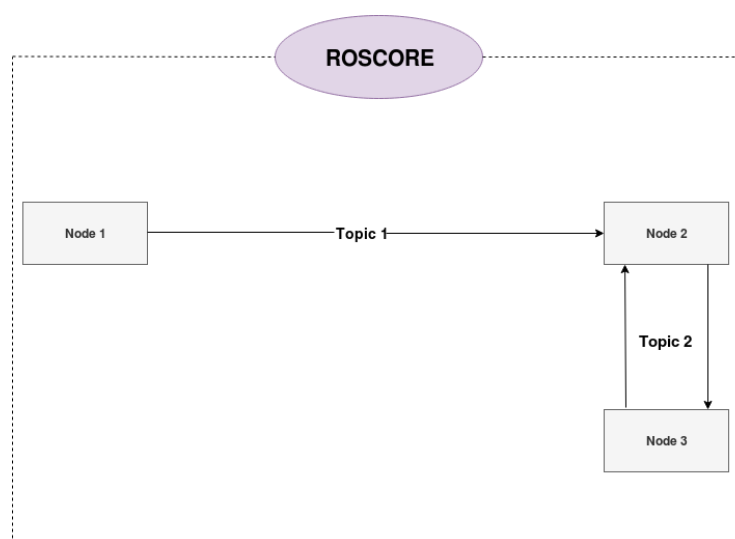 ROSCORE
Node 1
Topic 1
Node 2
Topic 2
Node 3